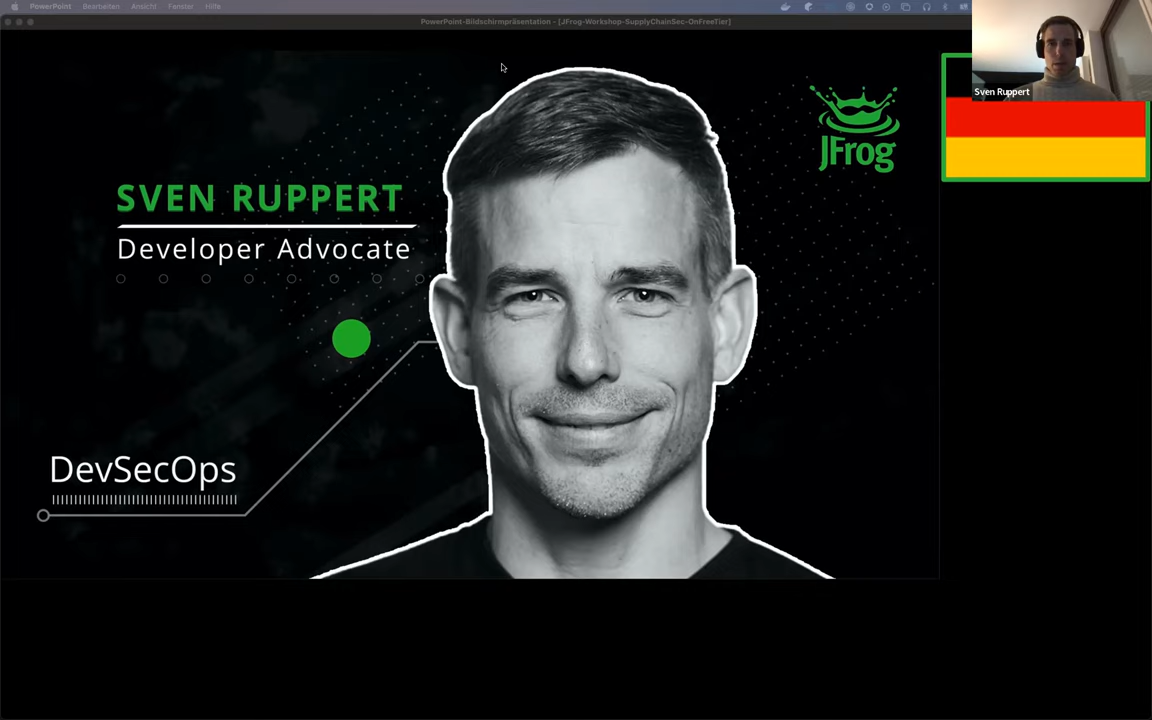 PowerPoint Bearbeiten Ansicht Fenster Hilfe
PowerPoint-Bildschirmpräsentation - [JFrog-Workshop-SupplyChainSec-OnFreeTier]
Sven Ruppert
JFrog
SVEN RUPPERT
Developer Advocate
DevSecOps